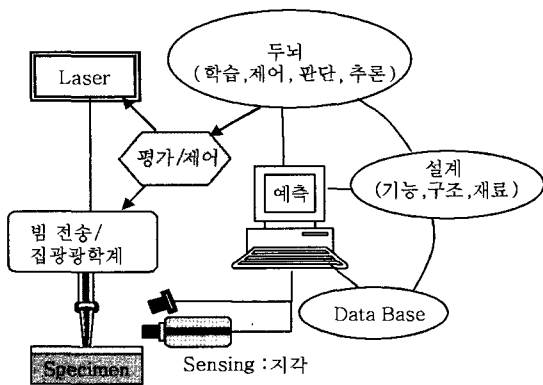 두뇌
(학습,제어,판단,추론)
Laser
평가/제어
예측
설계
(기능,구조,재료)
빔 전송/
집광광학계
Data Base
Sensing :지각
Specimen